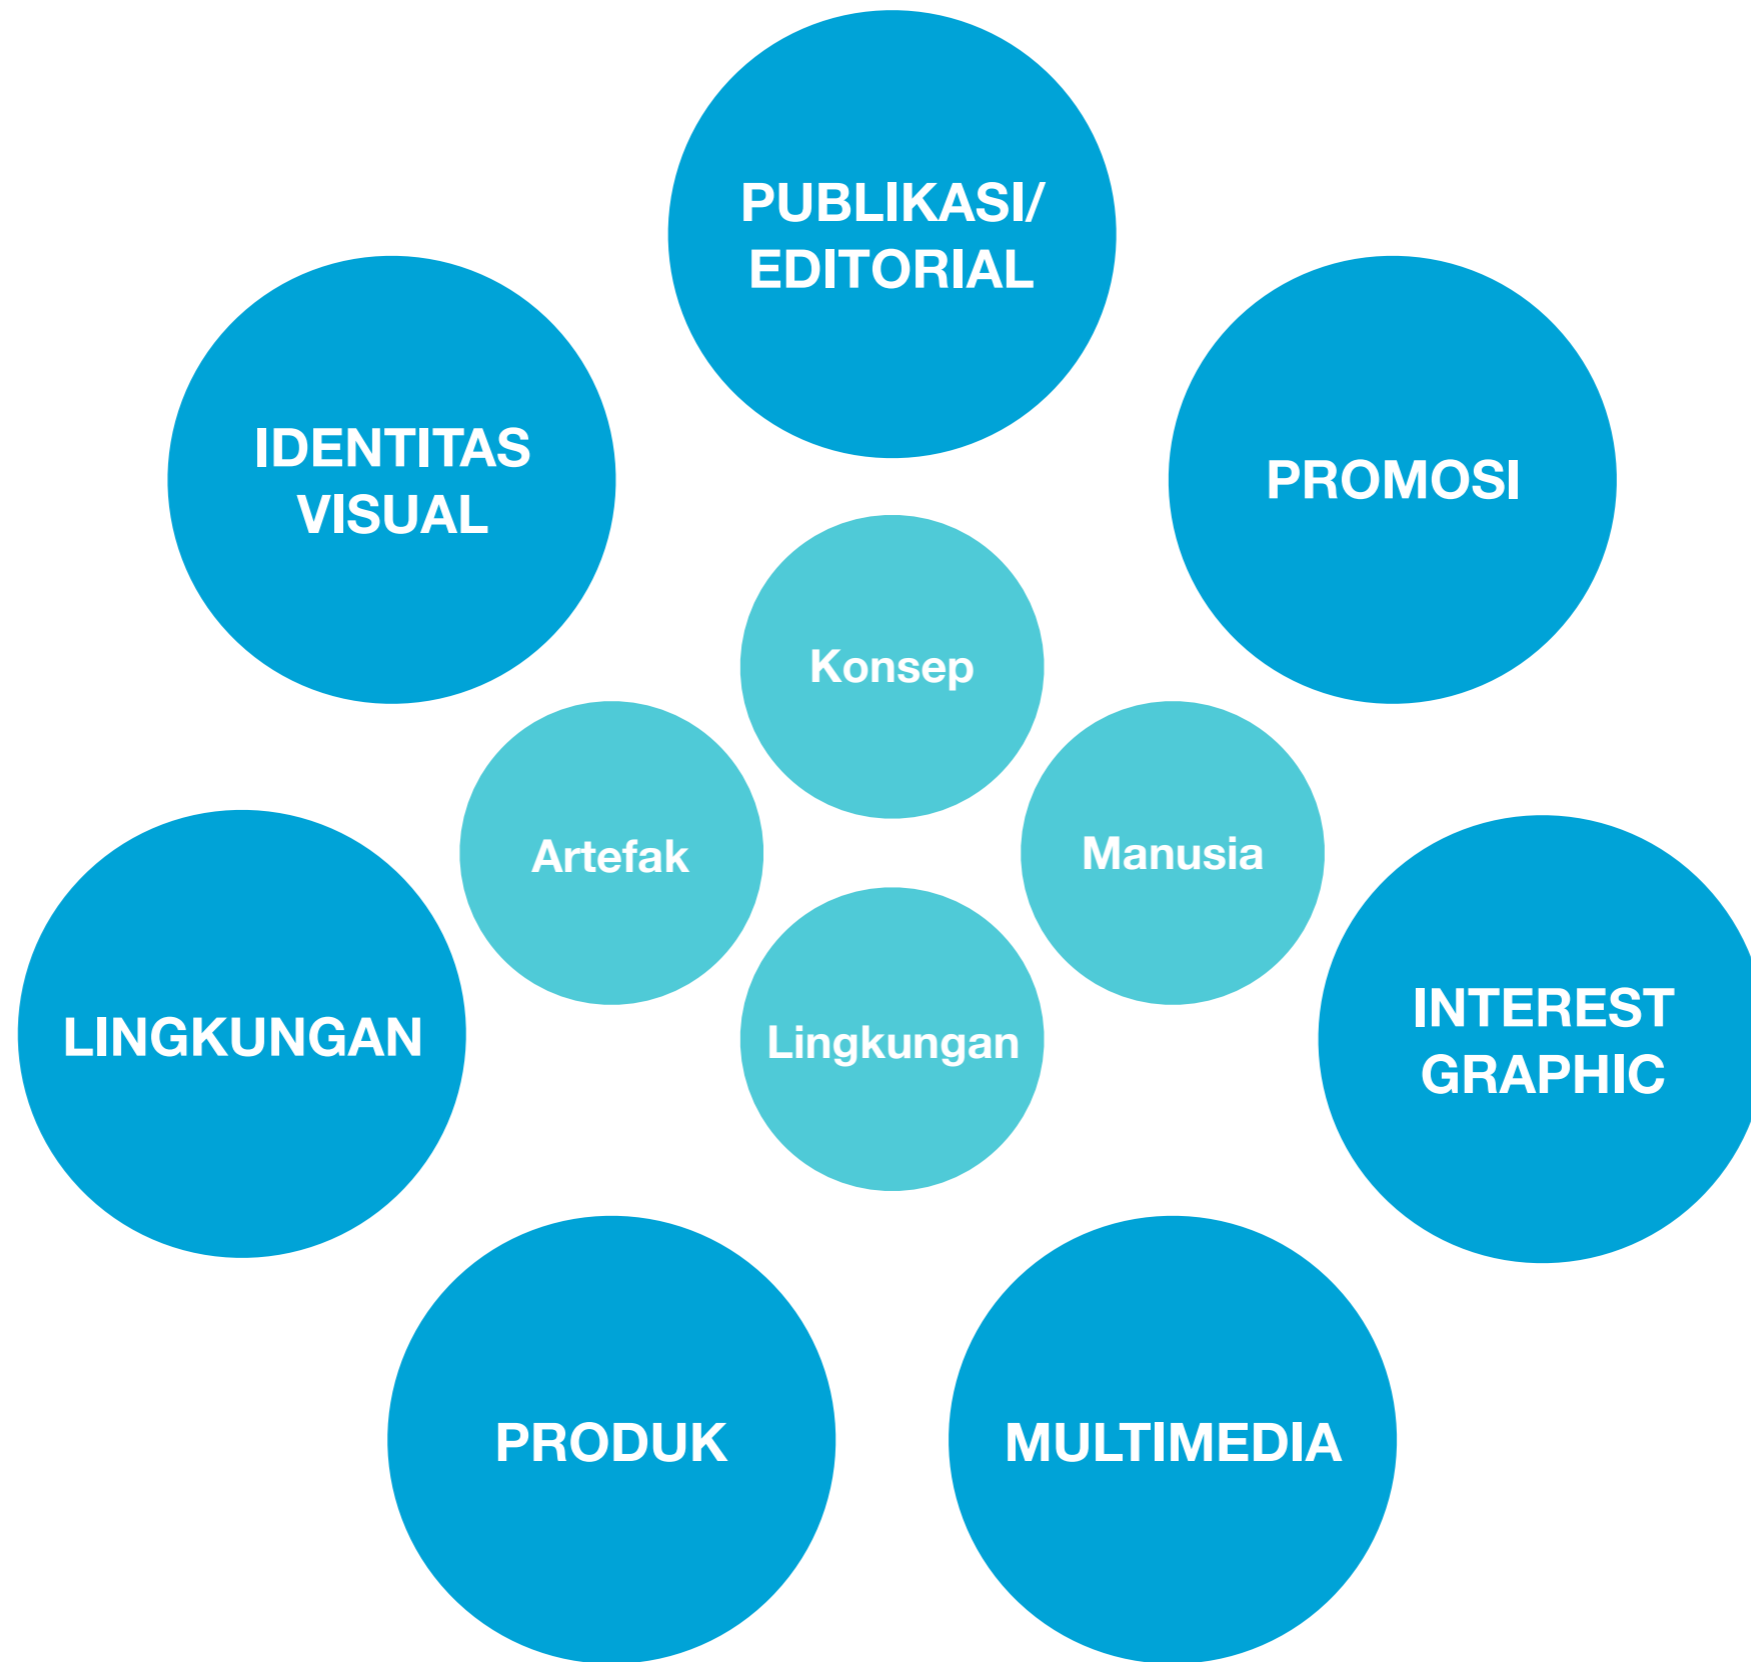 PUBLIKASI/
EDITORIAL
IDENTITAS
VISUAL
PROMOSI
Konsep
Artefak
Manusia
LINGKUNGAN
Lingkungan
INTEREST
GRAPHIC
PRODUK
MULTIMEDIA